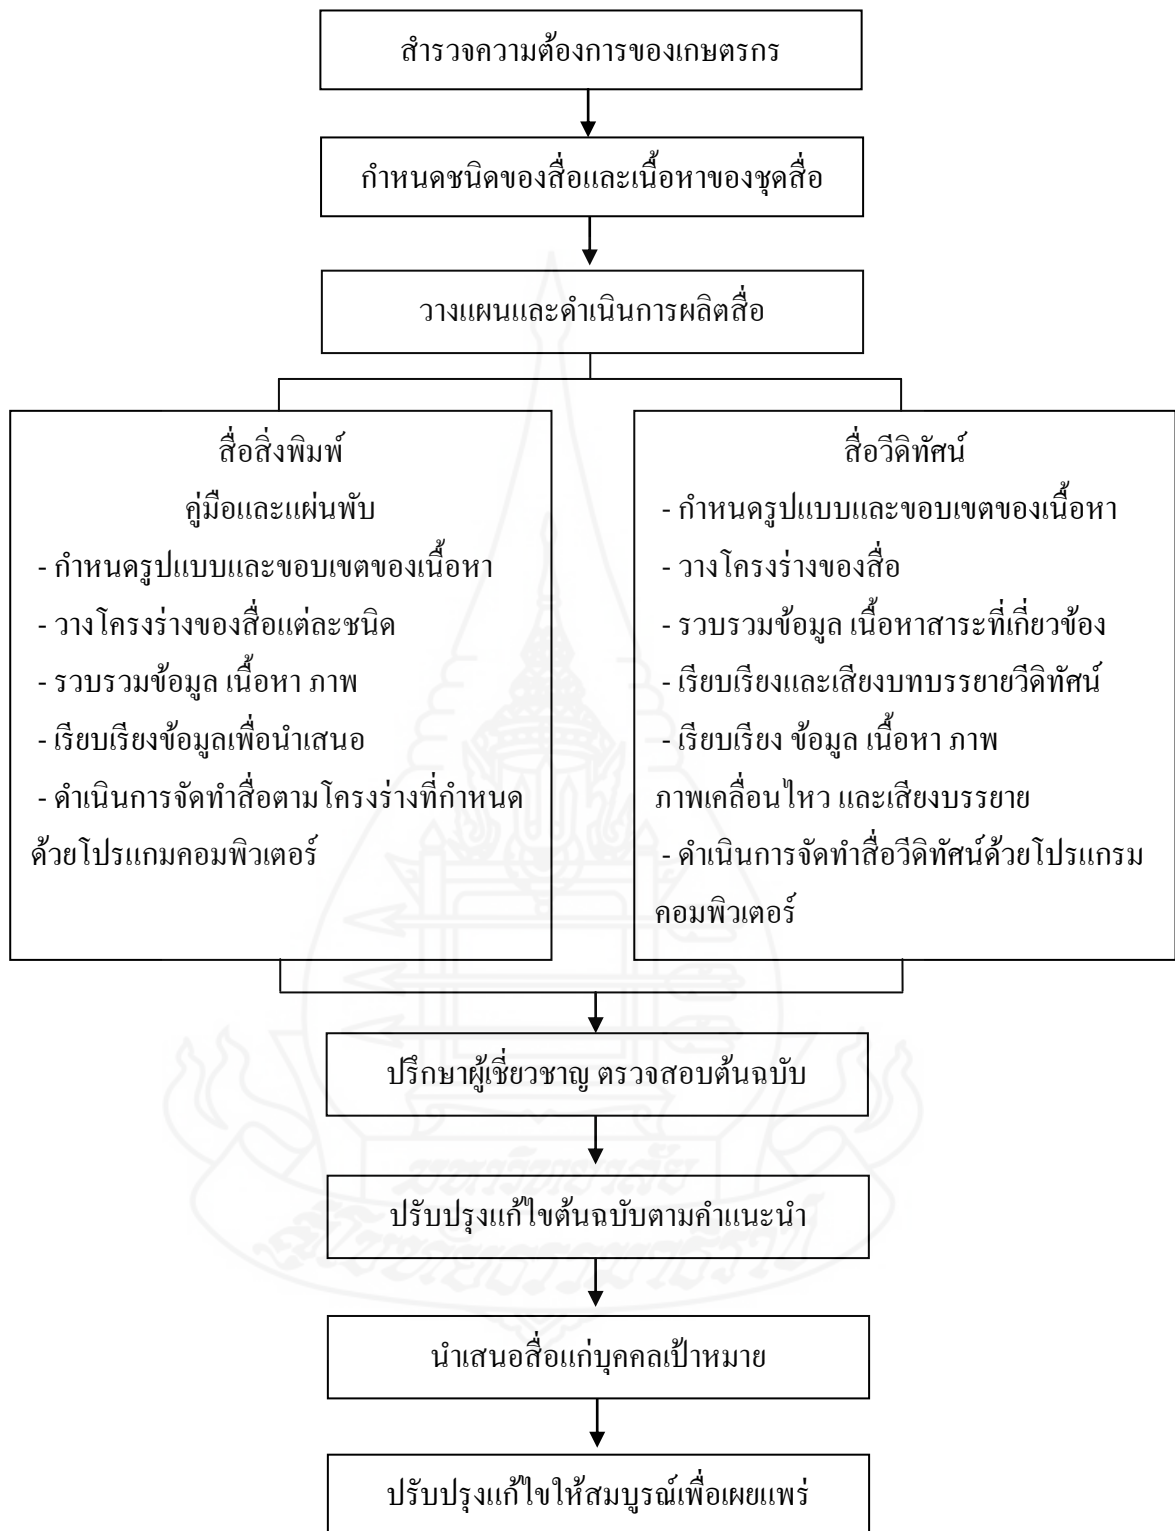 สำรวจความต้องการของเกษตรกร
กำหนดชนิดของสื่อและเนื้อหาของชุดสื่อ
วางแผนและดำเนินการผลิตสื่อ
สื่อสิ่งพิมพ์
คู่มือและแผ่นพับ
- กำหนดรูปแบบและขอบเขตของเนื้อหา
- วางโครงร่างของสื่อแต่ละชนิด
- รวบรวมข้อมูล เนื้อหา ภาพ
- เรียบเรียงข้อมูลเพื่อนำเสนอ
- ดำเนินการจัดทำสื่อตามโครงร่างที่กำหนด
ด้วยโปรแกมคอมพิวเตอร์
สื่อวีดิทัศน์
- กำหนดรูปแบบและขอบเขตของเนื้อหา
- วางโครงร่างของสื่อ
- รวบรวมข้อมูล เนื้อหาสาระที่เกี่ยวข้อง
- เรียบเรียงและเสียงบทบรรยายวีดิทัศน์
- เรียบเรียง ข้อมูล เนื้อหา ภาพ
ภาพเคลื่อนไหว และเสียงบรรยาย
- ดำเนินการจัดทำสื่อวีดิทัศน์ด้วยโปรแกรม
คอมพิวเตอร์
ปรึกษาผู้เชี่ยวชาญ ตรวจสอบต้นฉบับ
มหาวิทยาลัย
ปรับปรุงแก้ไขต้นฉบับตามคำแนะนำ
สุโขทัยธรรมาธิราช
นำเสนอสื่อแก่บุคคลเป้าหมาย
ปรับปรุงแก้ไขให้สมบูรณ์เพื่อเผยแพร่